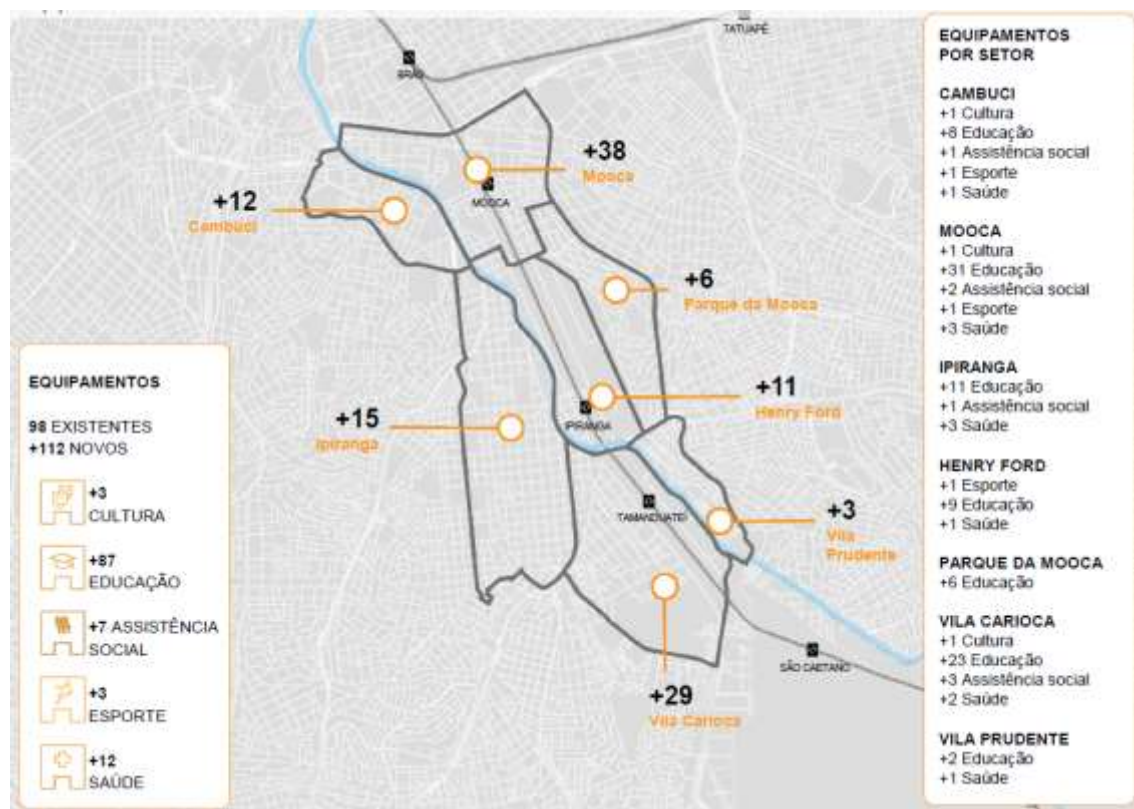 TATUAPÉ
BRÁS
+38
Mooca
MOOCA
+12
Cambuci
+6
Parque da Mooca
+11
Henry Ford
+15
Ipiranga
IPIRANGA
TAMANDUATEÍ
+3
Vila
Prudente
SÃO CAETANO
+29
Vila Carioca
EQUIPAMENTOS
98 EXISTENTES
+112 NOVOS
+3
CULTURA
+87
EDUCAÇÃO
+7 ASSISTÊNCIA
SOCIAL
+3
ESPORTE
+12
SAÚDE
EQUIPAMENTOS
POR SETOR
CAMBUCI
+1 Cultura
+8 Educação
+1 Assistência social
+1 Esporte
+1 Saúde
MOOCA
+1 Cultura
+31 Educação
+2 Assistência social
+1 Esporte
+3 Saúde
IPIRANGA
+11 Educação
+1 Assistência social
+3 Saúde
HENRY FORD
+1 Esporte
+9 Educação
+1 Saúde
PARQUE DA MOOCA
+6 Educação
VILA CARIOCA
+1 Cultura
+23 Educação
+3 Assistência social
+2 Saúde
VILA PRUDENTE
+2 Educação
+1 Saúde